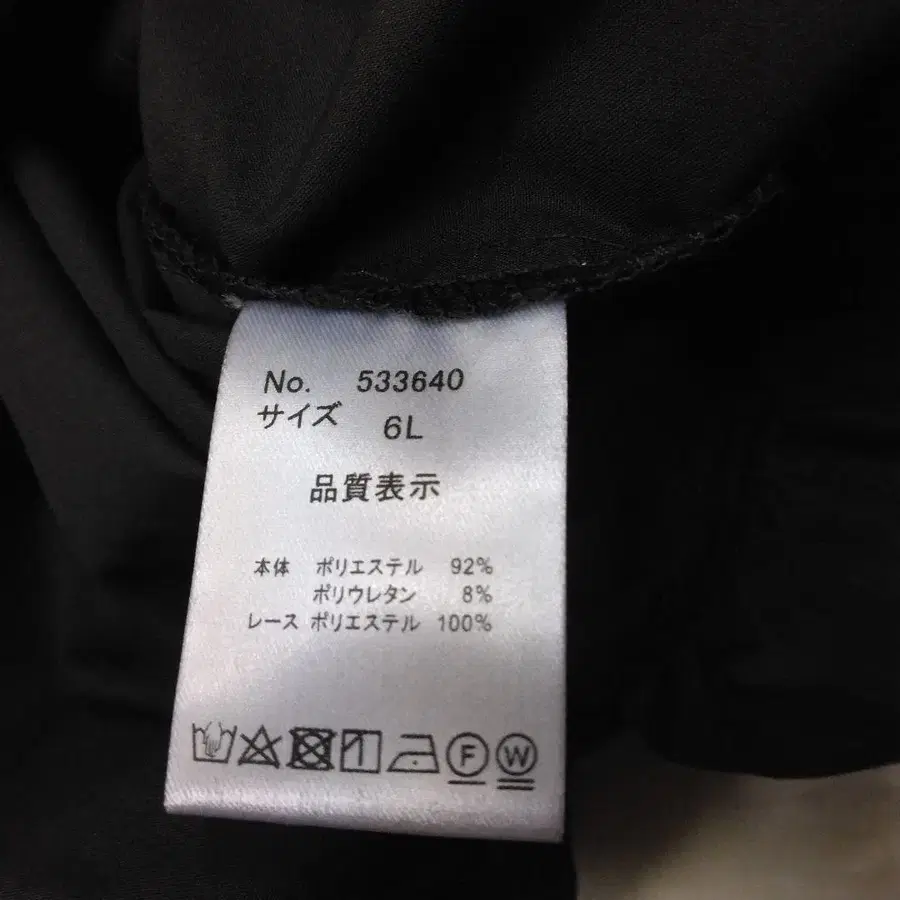 No. 533640
サイズ 6L
品質表示
本体 ポリエステル 92%
ポリウレタン 8%
レース ポリエステル 100%
F W